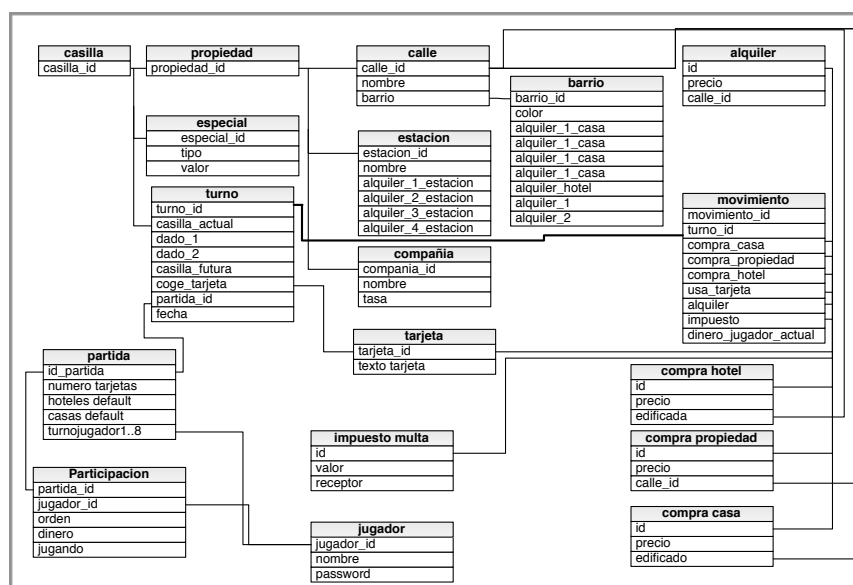 casilla
casilla_id
propiedad
propiedad_id
calle
calle_id
nombre
barrio
alquiler
id
precio
calle_id
barrio
barrio_id
color
alquiler_1_casa
alquiler_1_casa
alquiler_1_casa
alquiler_1_casa
alquiler_hotel
alquiler_1
alquiler_2
especial
especial_id
tipo
valor
estacion
estacion_id
nombre
alquiler_1_estacion
alquiler_2_estacion
alquiler_3_estacion
alquiler_4_estacion
turno
turno_id
casilla_actual
dado_1
dado_2
casilla_futura
coge_tarjeta
partida_id
fecha
movimiento
movimiento_id
turno_id
compra_casa
compra_propiedad
compra_hotel
usa_tarjeta
alquiler
impuesto
dinero_jugador_actual
compañia
compania_id
nombre
tasa
tarjeta
tarjeta_id
texto tarjeta
partida
id_partida
numero tarjetas
hoteles default
casas default
turnojugador1..8
compra hotel
id
precio
edificada
impuesto multa
id
valor
receptor
compra propiedad
id
precio
calle_id
Participacion
partida_id
jugador_id
orden
dinero
jugando
jugador
jugador_id
nombre
password
compra casa
id
precio
edificado